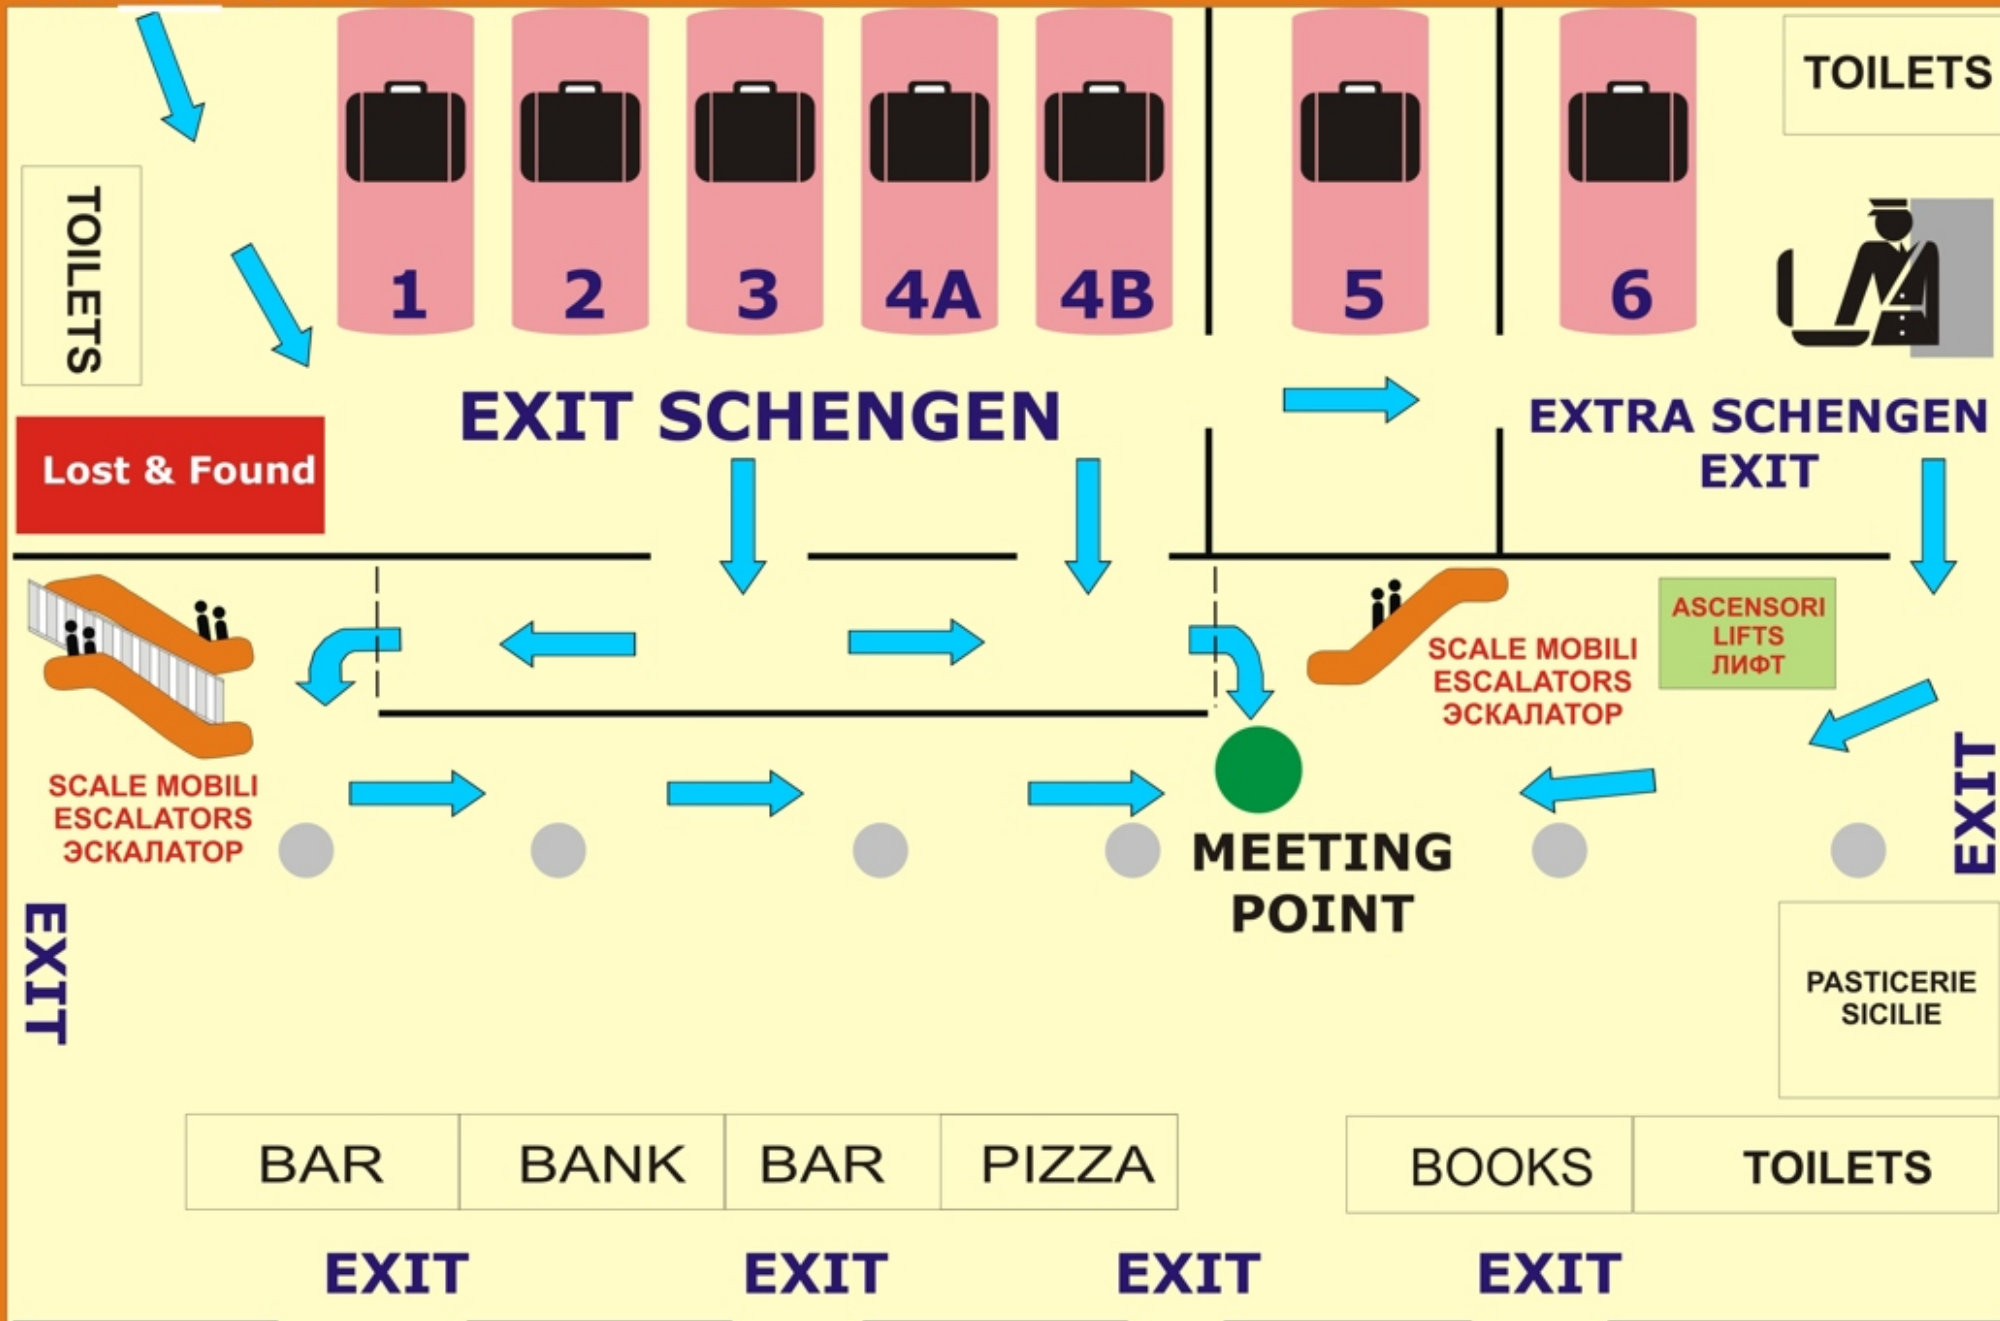 TOILETS
TOILETS
1
2
3
4A
4B
5
6
EXIT SCHENGEN
EXTRA SCHENGEN
EXIT
Lost & Found
SCALE MOBILI
ESCALATORS
ЭСКАЛАТОР
ASCENSORI
LIFTS
ЛИФТ
SCALE MOBILI
ESCALATORS
ЭСКАЛАТОР
EXIT
MEETING
POINT
EXIT
PASTICERIE
SICILIE
BAR
BANK
BAR
PIZZA
BOOKS
TOILETS
EXIT
EXIT
EXIT
EXIT